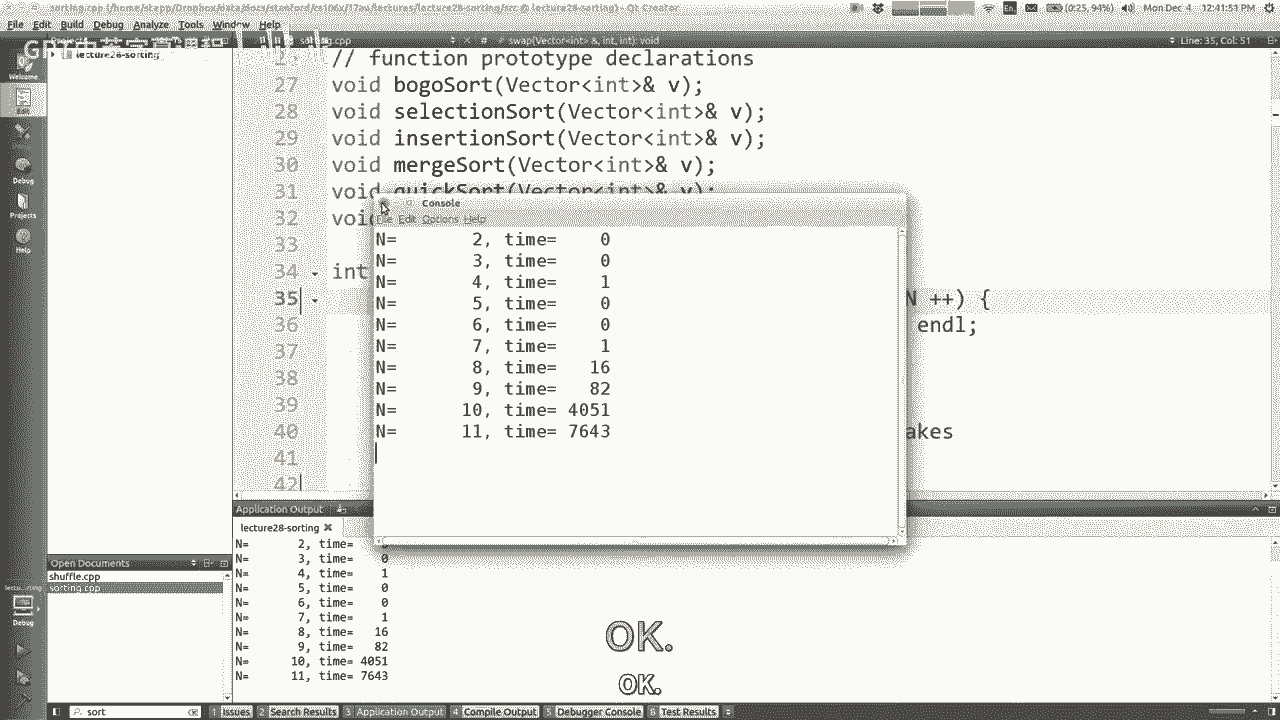 sorting.cpp (/home/stepp/Dropbox/data/docs/stanford/cs106x/17au/lectures/lecture28-sorting/src @ lecture28-sorting) - Qt Creator
En (0:25, 94%) Mon Dec 4 12:41:53 PM
File Edit View Build Debug Analyze Tools Window Help
swap(Vector<int> &, int, int): void
Line: 35, Col: 51
lecture28-sorting
Welcome
Edit
Debug
Projects
Help
// function prototype declarations
27 void bogoSort(Vector<int>& v);
28 void selectionSort(Vector<int>& v);
29 void insertionSort(Vector<int>& v);
30 void mergeSort(Vector<int>& v);
31 void quickSort(Vector<int>& v);
32 void
33
34 int
35 N ++) {
36 endl;
37
38
39
40 akes
41
42
Console
File Edit Options Help
N= 2, time= 0
N= 3, time= 0
N= 4, time= 1
N= 5, time= 0
N= 6, time= 0
N= 7, time= 1
N= 8, time= 16
N= 9, time= 82
N= 10, time= 4051
N= 11, time= 7643
Application Output
lecture28-sorting
N= 2, time=
N= 3, time= 0
N= 4, time= 1
N= 5, time= 0
N= 6, time= 0
N= 7, time= 1
N= 8, time= 16
N= 9, time= 82
N= 10, time= 4051
N= 11, time= 7643
Open Documents
shuffle.cpp
sorting.cpp
Debug
OK.
OK.
sort
1 Issues 2 Search Results 3 Application Output 4 Compile Output 5 Debugger Console 8 Test Results